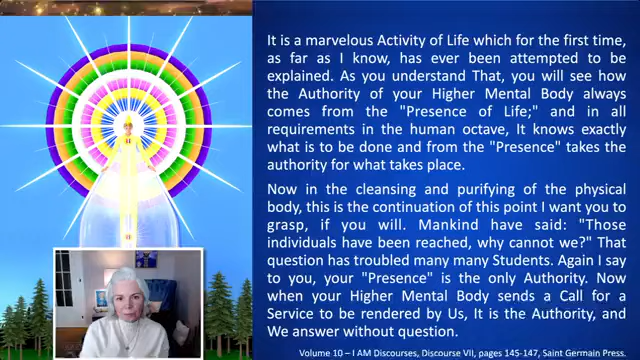 It is a marvelous Activity of Life which for the first time,
as far as I know, has ever been attempted to be
explained. As you understand That, you will see how
the Authority of your Higher Mental Body always
comes from the "Presence of Life;" and in all
requirements in the human octave, It knows exactly
what is to be done and from the "Presence" takes the
authority for what takes place.
Now in the cleansing and purifying of the physical
body, this is the continuation of this point I want you to
grasp, if you will. Mankind have said: "Those
individuals have been reached, why cannot we?" That
question has troubled many many Students. Again I say
to you, your "Presence" is the only Authority. Now
when your Higher Mental Body sends a Call for a
Service to be rendered by Us, It is the Authority, and
We answer without question.
Volume 10 – I AM Discourses, Discourse VII, pages 145-147, Saint Germain Press.